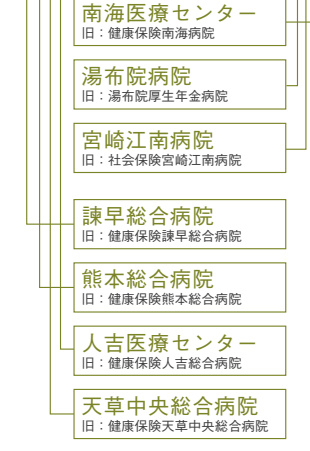 南海医療センター
旧：健康保険南海病院
湯布院病院
旧：湯布院厚生年金病院
宮崎江南病院
旧：社会保険宮崎江南病院
諫早総合病院
旧：健康保険諫早総合病院
熊本総合病院
旧：健康保険熊本総合病院
人吉医療センター
旧：健康保険人吉総合病院
天草中央総合病院
旧：健康保険天草中央総合病院